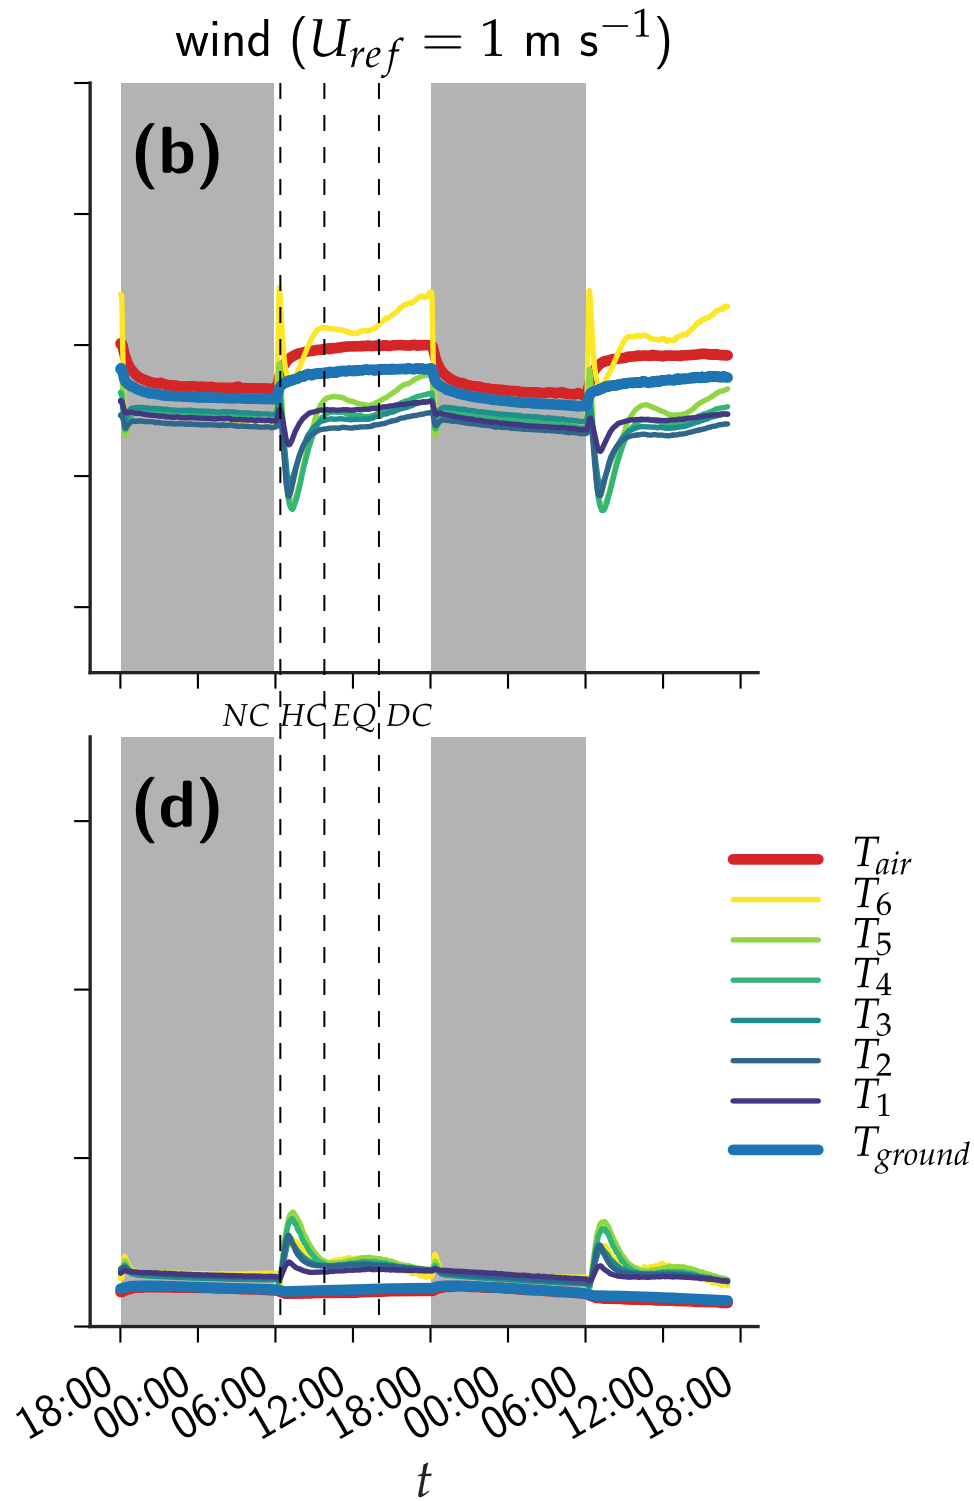 wind (U_ref = 1 m s⁻¹)
(b)
NC HC EQ DC
(d)
T_air
T_6
T_5
T_4
T_3
T_2
T_1
T_ground
18:00 00:00 06:00 12:00 18:00 00:00 06:00 12:00 18:00
t